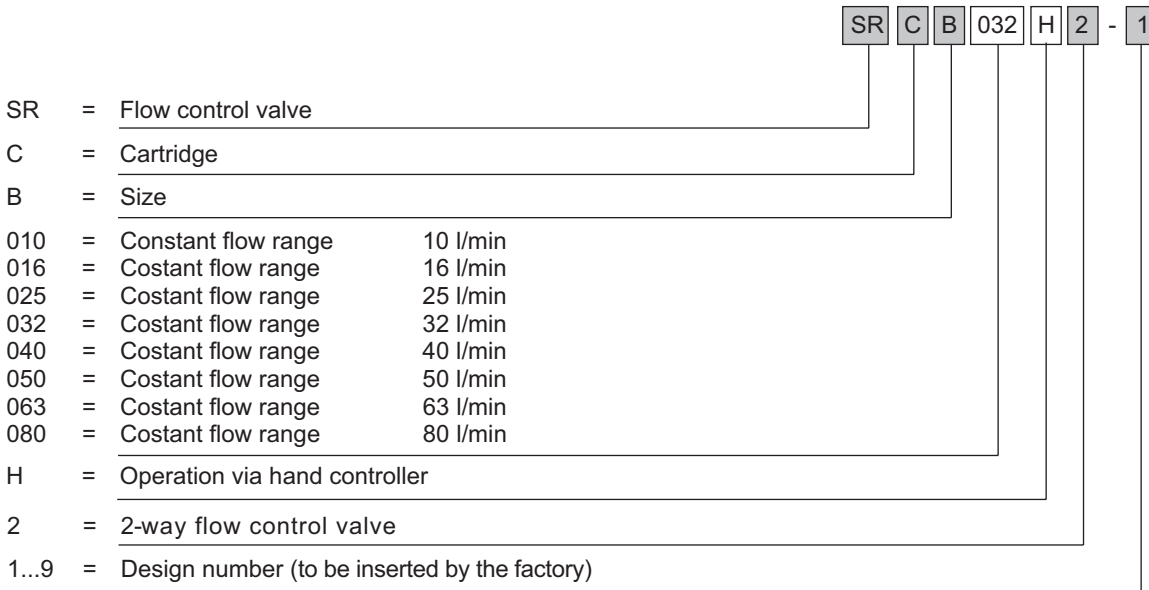 SR C B 032 H 2 - 1
SR = Flow control valve
C = Cartridge
B = Size
010 = Constant flow range 10 l/min
016 = Costant flow range 16 l/min
025 = Costant flow range 25 l/min
032 = Costant flow range 32 l/min
040 = Costant flow range 40 l/min
050 = Costant flow range 50 l/min
063 = Costant flow range 63 l/min
080 = Costant flow range 80 l/min
H = Operation via hand controller
2 = 2-way flow control valve
1...9 = Design number (to be inserted by the factory)